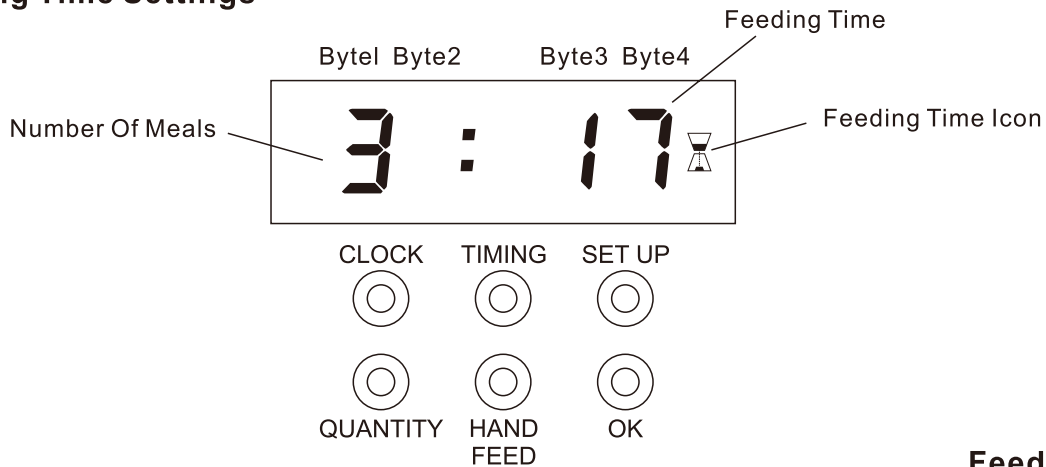 Time Settings
Feeding Time
Bytel Byte2 Byte3 Byte4
Number Of Meals
3 : 17
Feeding Time Icon
CLOCK TIMING SET UP
QUANTITY HAND FEED OK
Feed